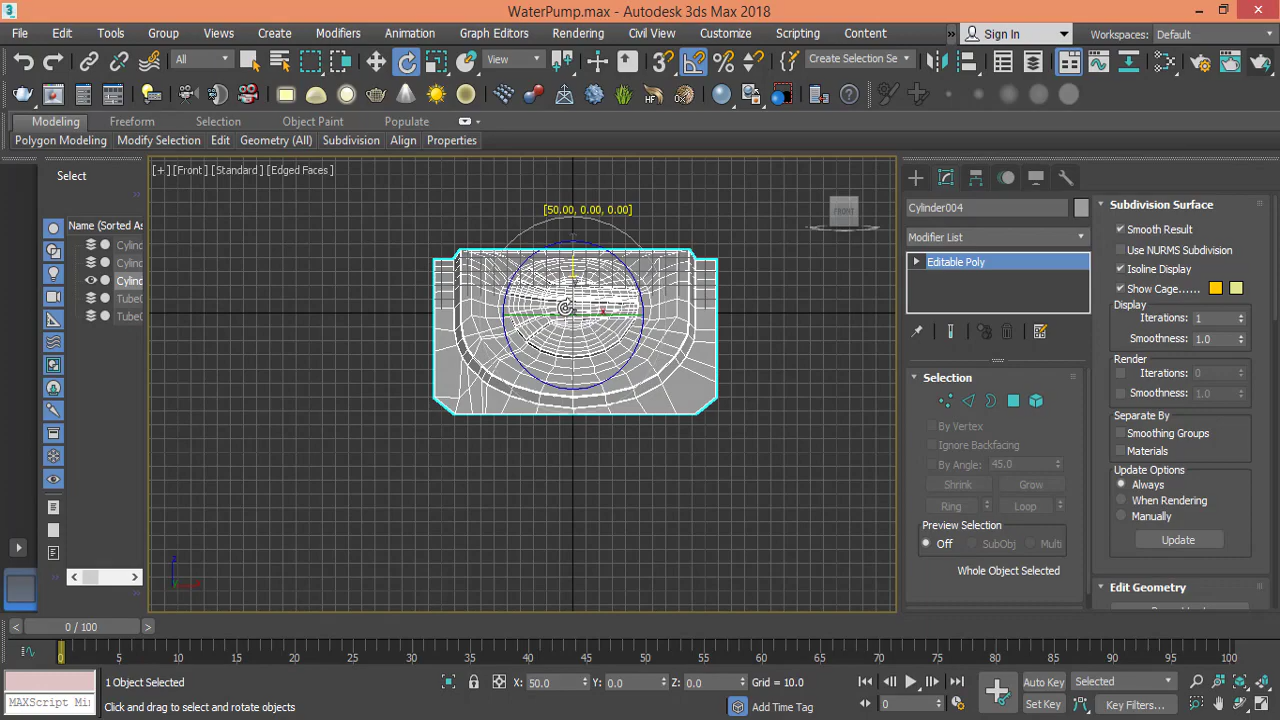 WaterPump.max - Autodesk 3ds Max 2018
File Edit Tools Group Views Create Modifiers Animation Graph Editors Rendering Civil View Customize Scripting Content » Sign In Workspaces: Default
All View Create Selection Se
Modeling Freeform Selection Object Paint Populate
Polygon Modeling Modify Selection Edit Geometry (All) Subdivision Align Properties
Select
Name (Sorted As
Cylind
Cylind
Cylind
TubeC
TubeC
[+] [Front] [Standard] [Edged Faces]
[50.00, 0.00, 0.00]
FRONT
Cylinder004
Modifier List
Editable Poly
Selection
By Vertex
Ignore Backfacing
By Angle: 45.0
Shrink Grow
Ring Loop
Preview Selection
Off SubObj Multi
Whole Object Selected
Subdivision Surface
Smooth Result
Use NURMS Subdivision
Isoline Display
Show Cage......
Display
Iterations: 1
Smoothness: 1.0
Render
Iterations: 0
Smoothness: 1.0
Separate By
Smoothing Groups
Materials
Update Options
Always
When Rendering
Manually
Update
Edit Geometry
0 / 100
0 5 10 15 20 25 30 35 40 45 50 55 60 65 70 75 80 85 90 95 100
1 Object Selected X: 50.0 Y: 0.0 Z: 0.0 Grid = 10.0 Auto Key Selected
MAXScript Mi Click and drag to select and rotate objects Add Time Tag 0 Set Key Key Filters...